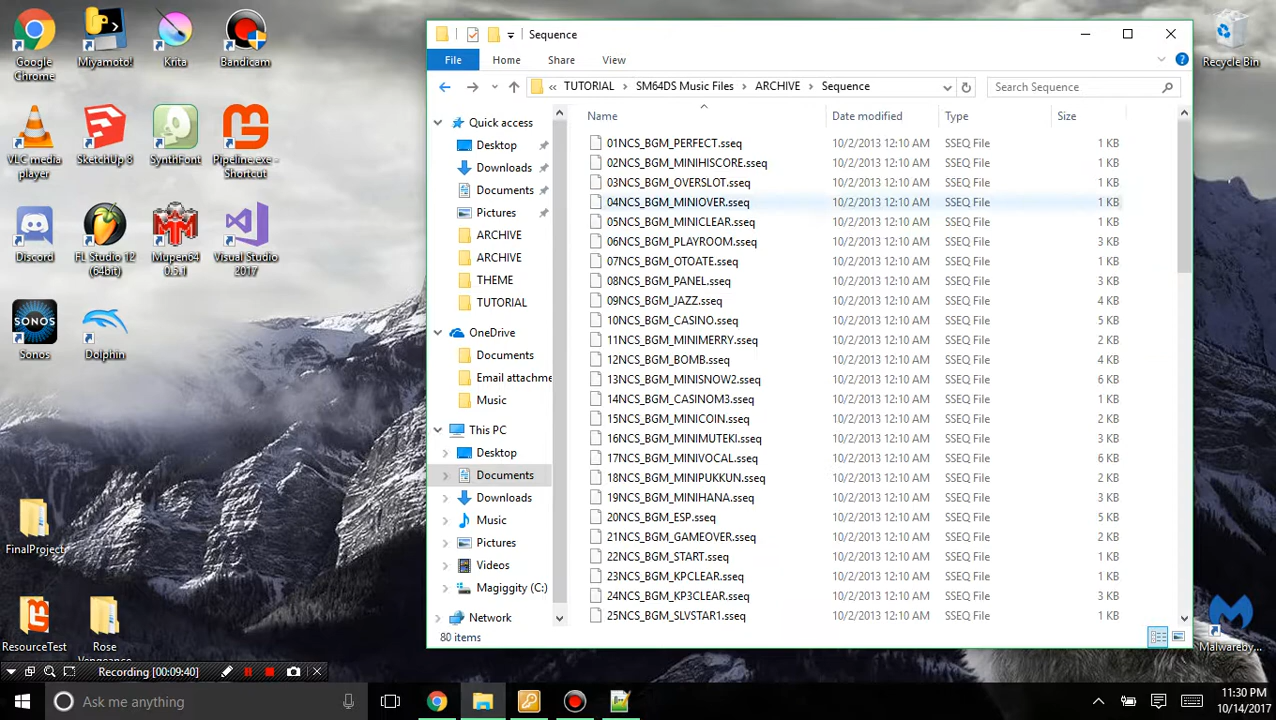 Google
Chrome
Miyamoto!
Krita
Bandicam
VLC media
player
SketchUp 8
SynthFont
Pipeline.exe -
Shortcut
Discord
FL Studio 12
(64bit)
Mupen64
0.5.1
Visual Studio
2017
SONOS
Sonos
Dolphin
FinalProject
ResourceTest
Rose
Vengeance
Recycle Bin
Malwareby...
Sequence
File
Home
Share
View
« TUTORIAL > SM64DS Music Files > ARCHIVE > Sequence
Search Sequence
Quick access
Desktop
Downloads
Documents
Pictures
ARCHIVE
ARCHIVE
THEME
TUTORIAL
OneDrive
Documents
Email attachme
Music
This PC
Desktop
Documents
Downloads
Music
Pictures
Videos
Magiggity (C:)
Network
Name Date modified Type Size
01NCS_BGM_PERFECT.sseq 10/2/2013 12:10 AM SSEQ File 1 KB
02NCS_BGM_MINIHISCORE.sseq 10/2/2013 12:10 AM SSEQ File 1 KB
03NCS_BGM_OVERSLOT.sseq 10/2/2013 12:10 AM SSEQ File 1 KB
04NCS_BGM_MINIOVER.sseq 10/2/2013 12:10 AM SSEQ File 1 KB
05NCS_BGM_MINICLEAR.sseq 10/2/2013 12:10 AM SSEQ File 1 KB
06NCS_BGM_PLAYROOM.sseq 10/2/2013 12:10 AM SSEQ File 3 KB
07NCS_BGM_OTOATE.sseq 10/2/2013 12:10 AM SSEQ File 1 KB
08NCS_BGM_PANEL.sseq 10/2/2013 12:10 AM SSEQ File 3 KB
09NCS_BGM_JAZZ.sseq 10/2/2013 12:10 AM SSEQ File 4 KB
10NCS_BGM_CASINO.sseq 10/2/2013 12:10 AM SSEQ File 5 KB
11NCS_BGM_MINIMERRY.sseq 10/2/2013 12:10 AM SSEQ File 2 KB
12NCS_BGM_BOMB.sseq 10/2/2013 12:10 AM SSEQ File 4 KB
13NCS_BGM_MINISNOW2.sseq 10/2/2013 12:10 AM SSEQ File 6 KB
14NCS_BGM_CASINOM3.sseq 10/2/2013 12:10 AM SSEQ File 1 KB
15NCS_BGM_MINICOIN.sseq 10/2/2013 12:10 AM SSEQ File 2 KB
16NCS_BGM_MINIMUTEKI.sseq 10/2/2013 12:10 AM SSEQ File 3 KB
17NCS_BGM_MINIVOCAL.sseq 10/2/2013 12:10 AM SSEQ File 6 KB
18NCS_BGM_MINIPUKKUN.sseq 10/2/2013 12:10 AM SSEQ File 2 KB
19NCS_BGM_MINIHANA.sseq 10/2/2013 12:10 AM SSEQ File 3 KB
20NCS_BGM_ESP.sseq 10/2/2013 12:10 AM SSEQ File 5 KB
21NCS_BGM_GAMEOVER.sseq 10/2/2013 12:10 AM SSEQ File 2 KB
22NCS_BGM_START.sseq 10/2/2013 12:10 AM SSEQ File 1 KB
23NCS_BGM_KPCLEAR.sseq 10/2/2013 12:10 AM SSEQ File 1 KB
24NCS_BGM_KP3CLEAR.sseq 10/2/2013 12:10 AM SSEQ File 3 KB
25NCS_BGM_SLVSTAR1.sseq 10/2/2013 12:10 AM SSEQ File 1 KB
80 items
Recording [00:09:40]
Ask me anything
11:30 PM
10/14/2017